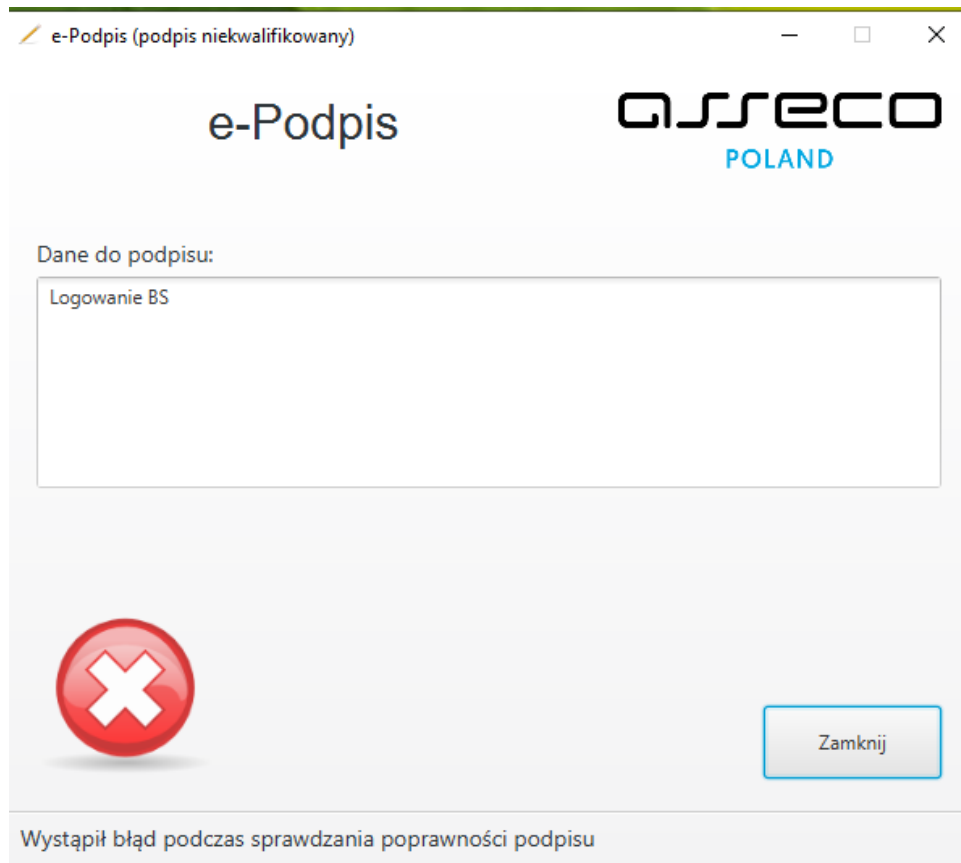 e-Podpis (podpis niekwalifikowany)
e-Podpis
asseco
POLAND
Dane do podpisu:
Logowanie BS
Zamknij
Wystąpił błąd podczas sprawdzania poprawności podpisu